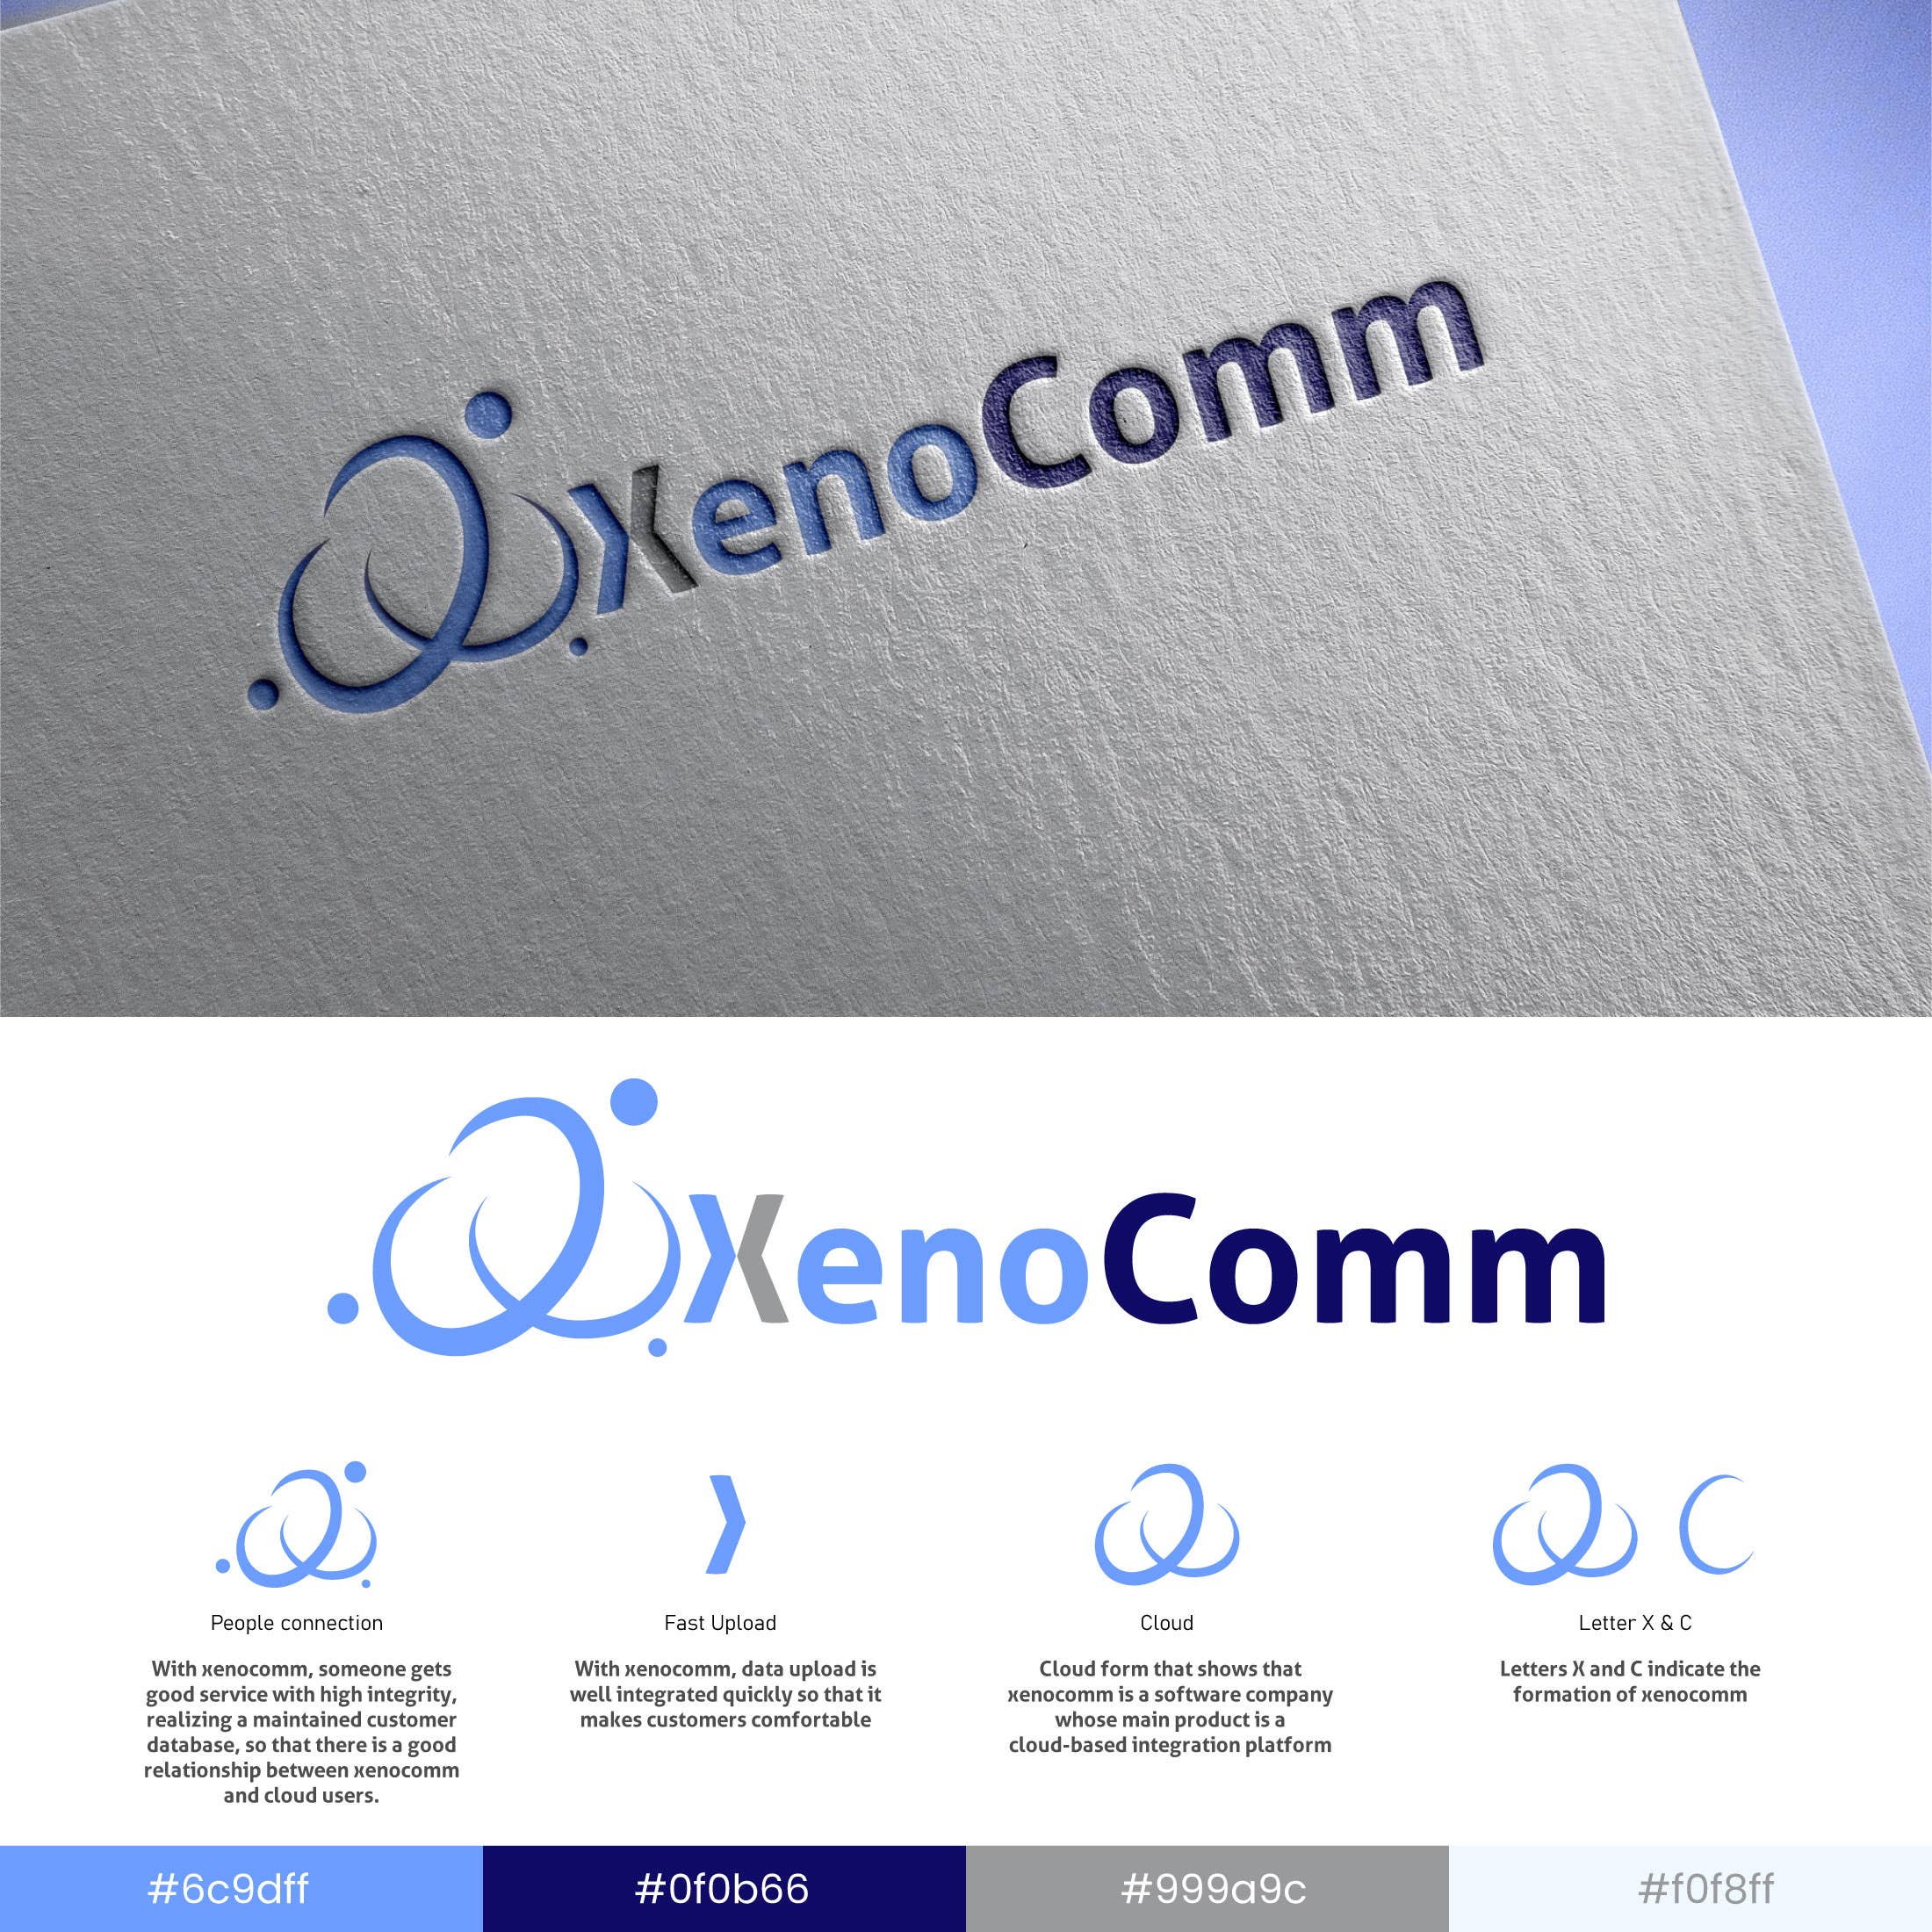 XenoComm
XenoComm
People connection
With xenocomm, someone gets
good service with high integrity,
realizing a maintained customer
database, so that there is a good
relationship between xenocomm
and cloud users.
Fast Upload
With xenocomm, data upload is
well integrated quickly so that it
makes customers comfortable
Cloud
Cloud form that shows that
xenocomm is a software company
whose main product is a
cloud-based integration platform
C
Letter X & C
Letters X and C indicate the
formation of xenocomm
#6c9dff
#0f0b66
#999a9c
#f0f8ff